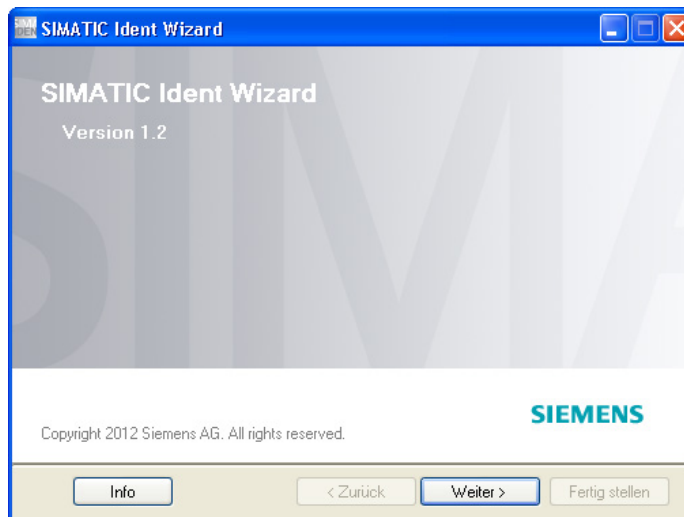 SIMATIC Ident Wizard
SIMATIC Ident Wizard
Version 1.2
SIEMENS
Copyright 2012 Siemens AG. All rights reserved.
Info
< Zurück
Weiter >
Fertig stellen